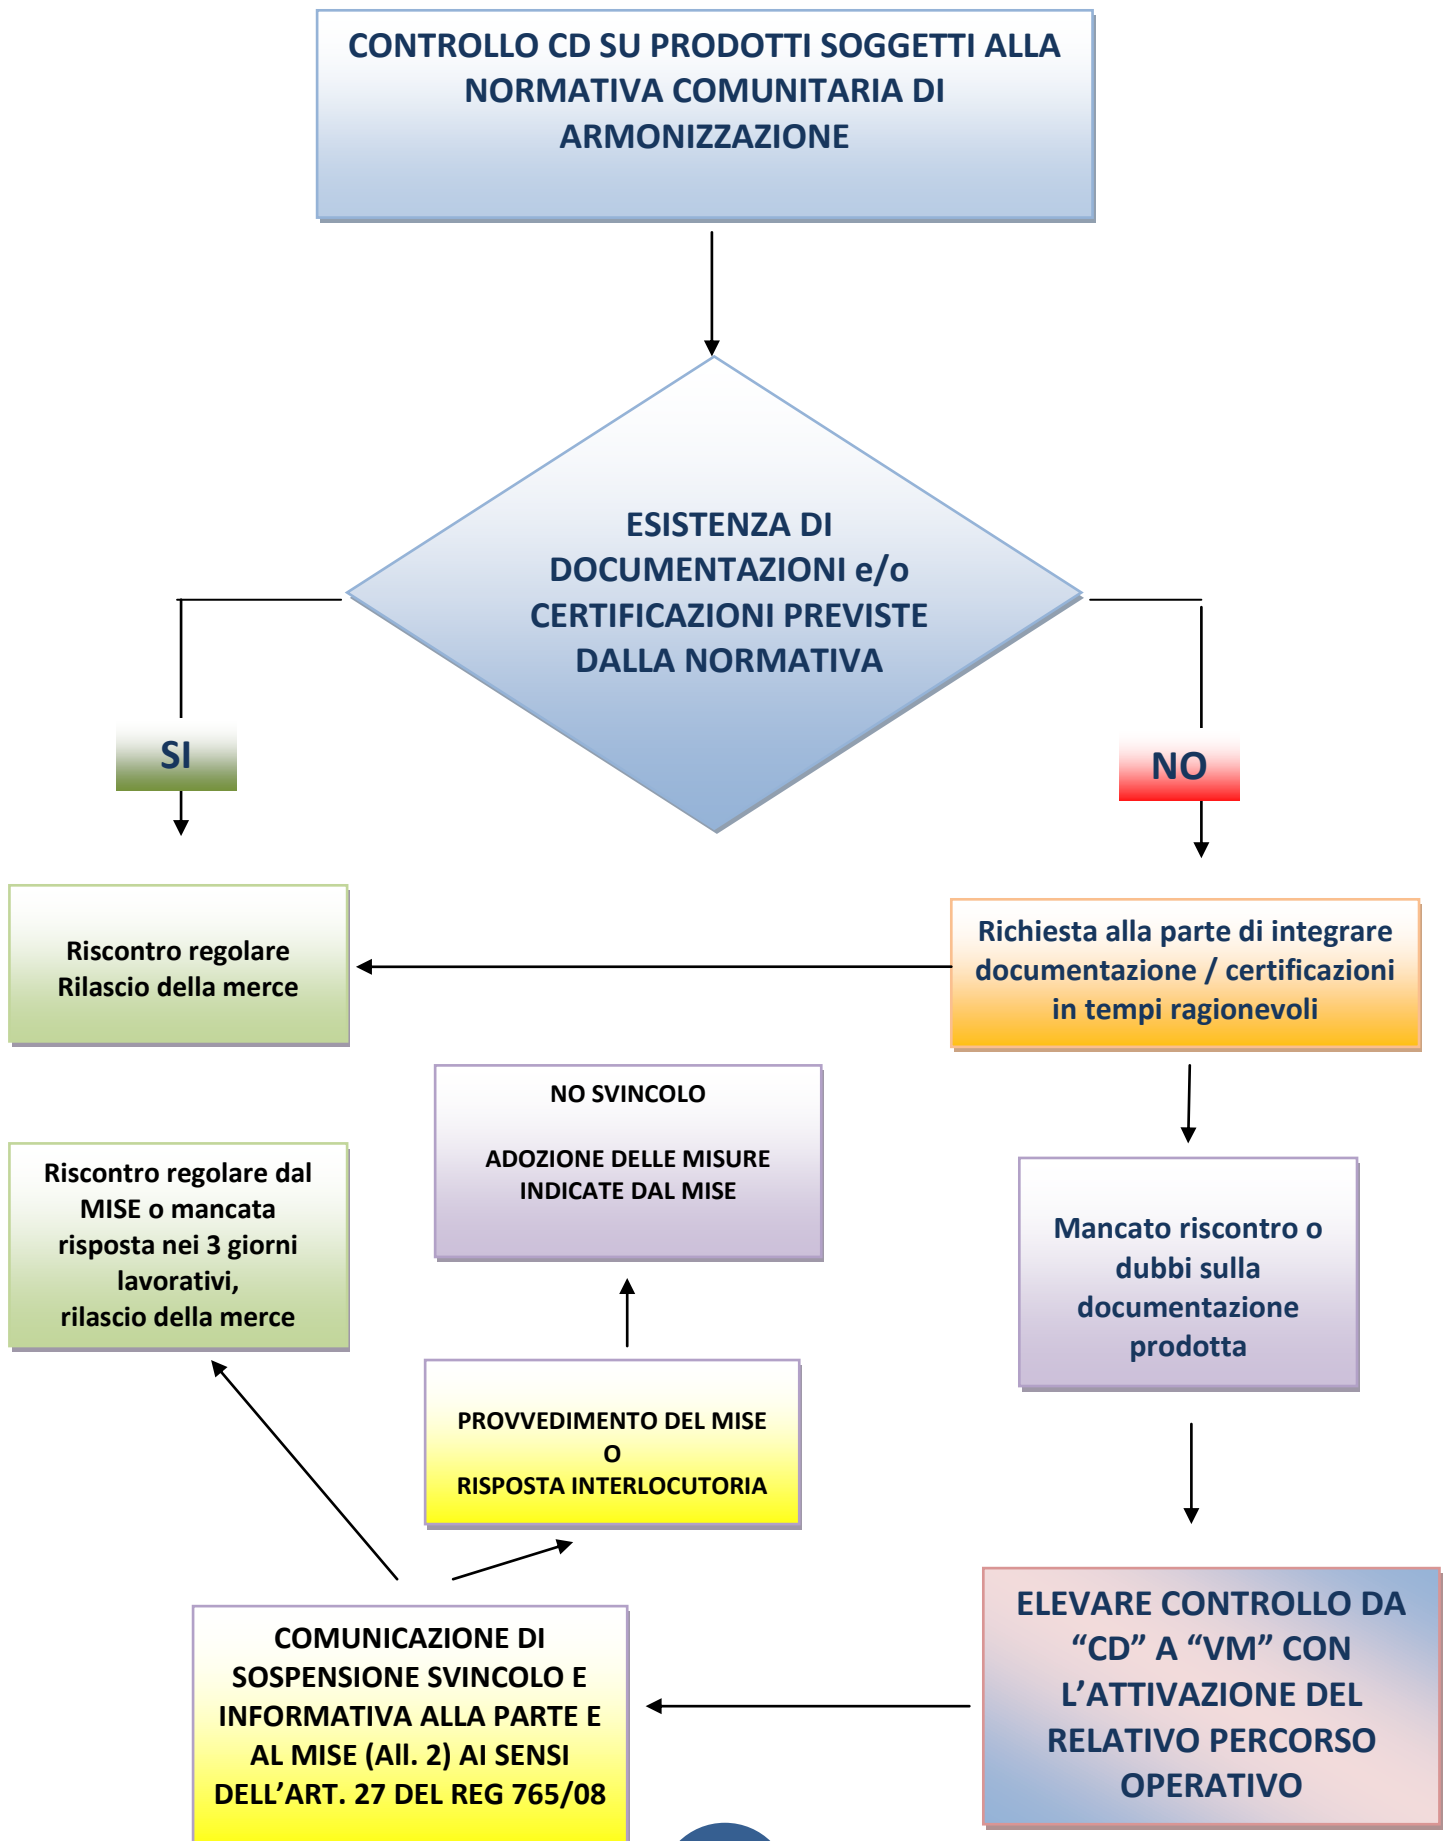 CONTROLLO CD SU PRODOTTI SOGGETTI ALLA
NORMATIVA COMUNITARIA DI
ARMONIZZAZIONE
ESISTENZA DI
DOCUMENTAZIONI e/o
CERTIFICAZIONI PREVISTE
DALLA NORMATIVA
SI
NO
Riscontro regolare
Rilascio della merce
Richiesta alla parte di integrare
documentazione / certificazioni
in tempi ragionevoli
NO SVINCOLO
ADOZIONE DELLE MISURE
INDICATE DAL MISE
Riscontro regolare dal
MISE o mancata
risposta nei 3 giorni
lavorativi,
rilascio della merce
Mancato riscontro o
dubbi sulla
documentazione
prodotta
PROVVEDIMENTO DEL MISE
O
RISPOSTA INTERLOCUTORIA
COMUNICAZIONE DI
SOSPENSIONE SVINCOLO E
INFORMATIVA ALLA PARTE E
AL MISE (All. 2) AI SENSI
DELL’ART. 27 DEL REG 765/08
ELEVARE CONTROLLO DA
“CD” A “VM” CON
L’ATTIVAZIONE DEL
RELATIVO PERCORSO
OPERATIVO